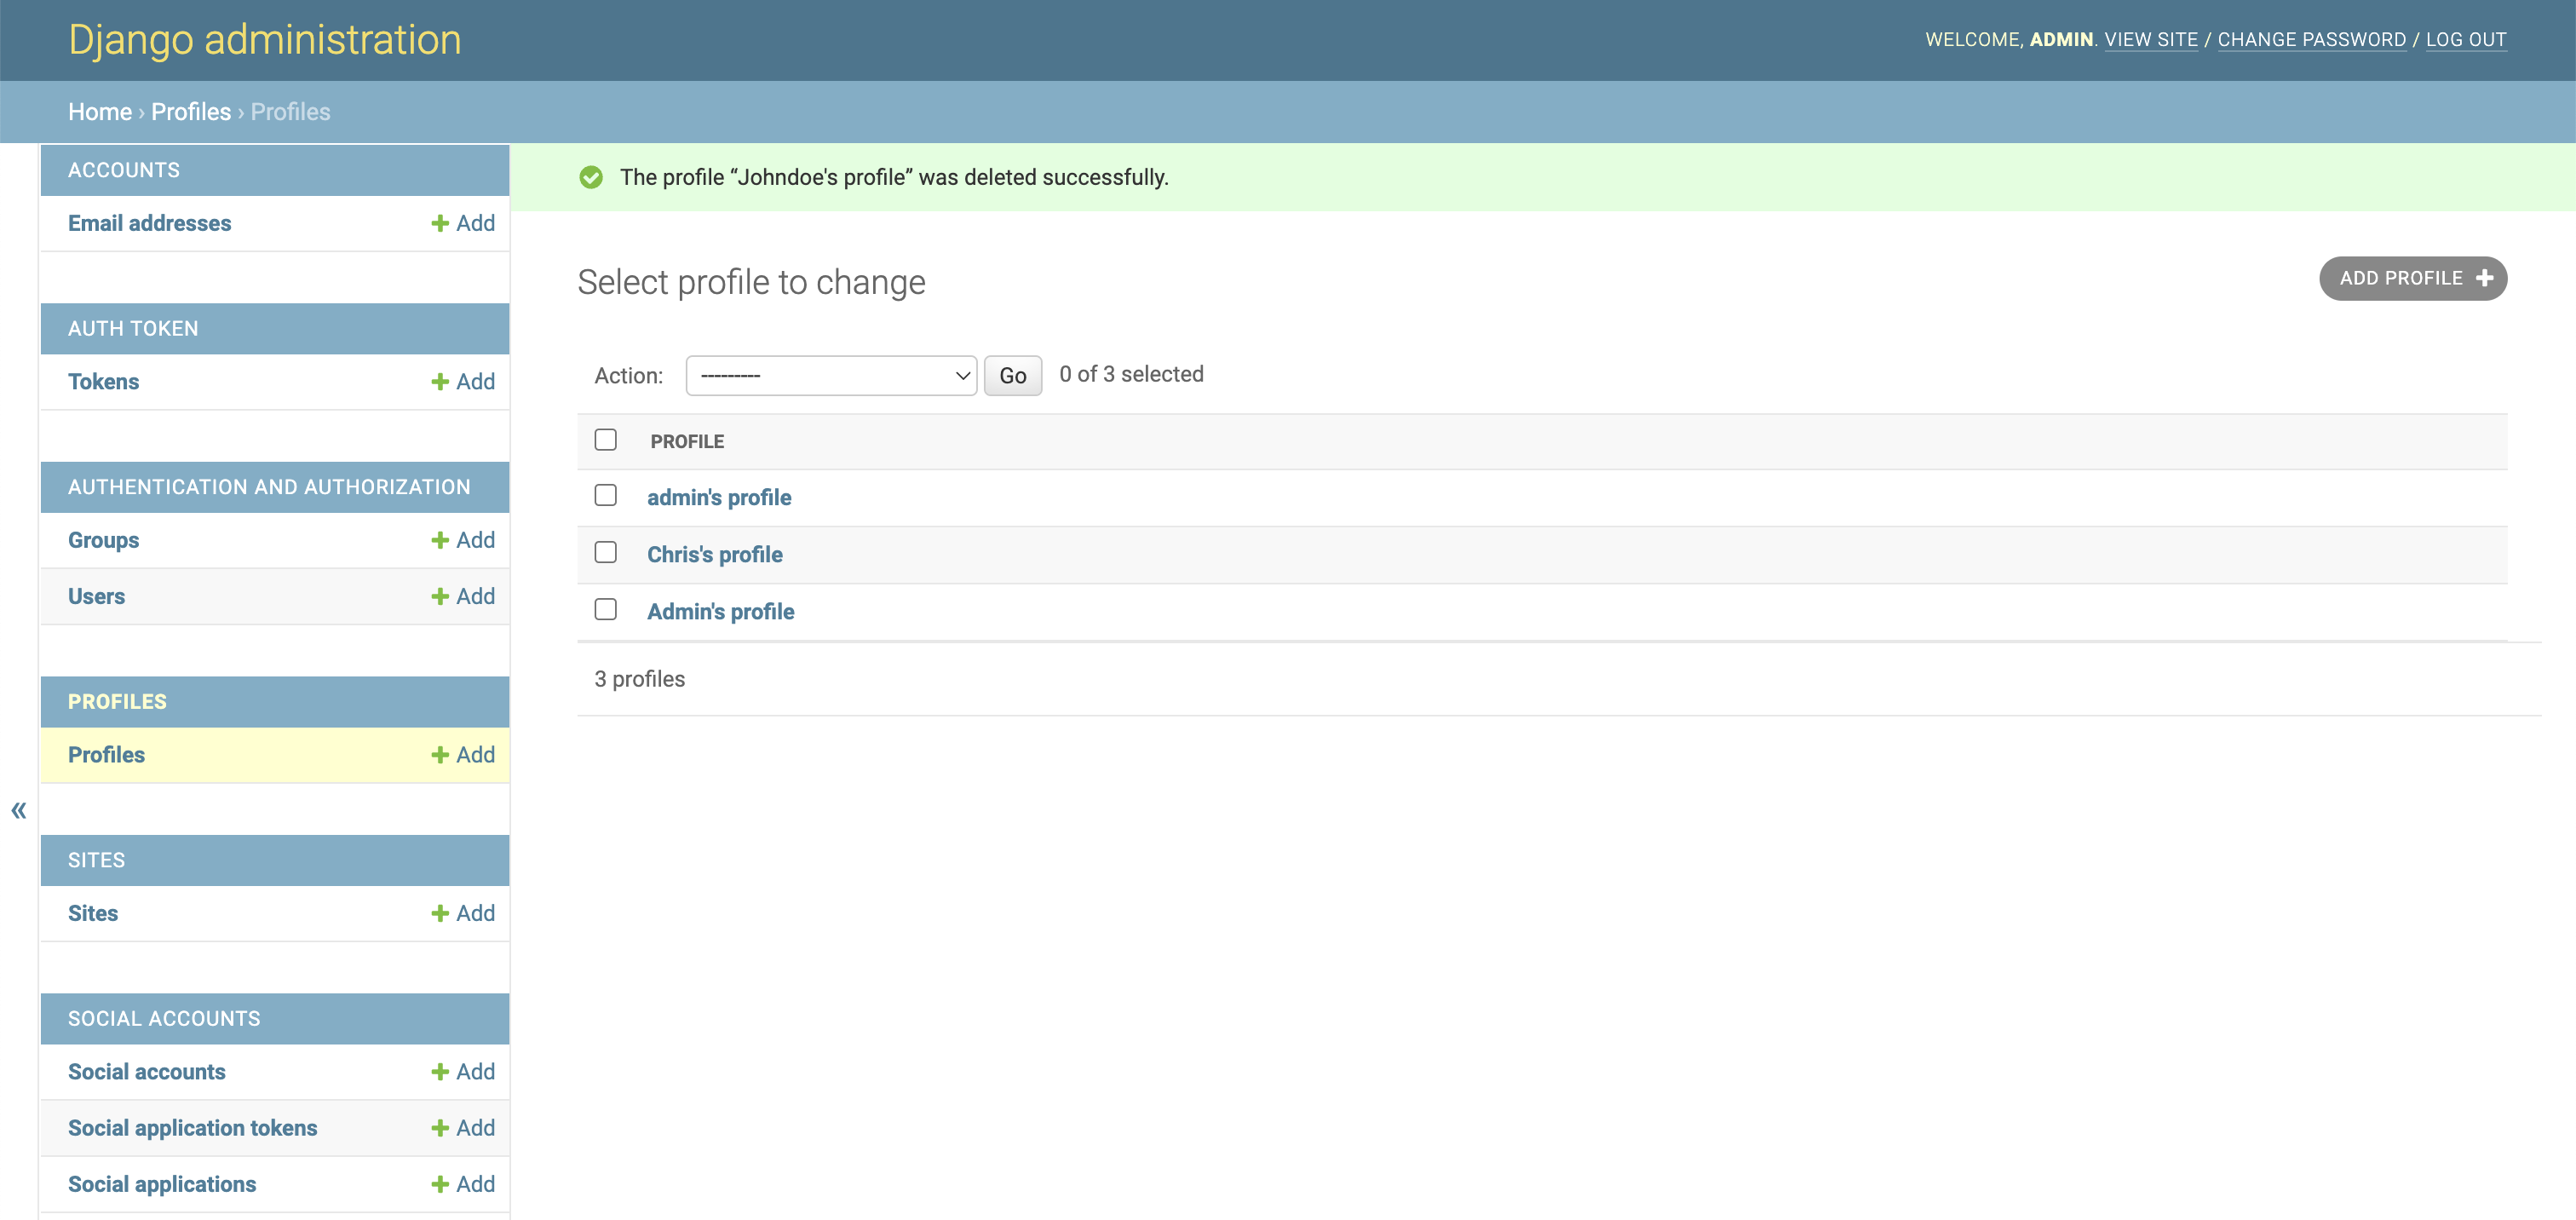 Django administration
WELCOME, ADMIN. VIEW SITE / CHANGE PASSWORD / LOG OUT
Home › Profiles › Profiles
ACCOUNTS
Email addresses + Add
AUTH TOKEN
Tokens + Add
AUTHENTICATION AND AUTHORIZATION
Groups + Add
Users + Add
PROFILES
Profiles + Add
«
SITES
Sites + Add
SOCIAL ACCOUNTS
Social accounts + Add
Social application tokens + Add
Social applications + Add
The profile “Johndoe's profile” was deleted successfully.
Select profile to change
ADD PROFILE +
Action: --------- Go 0 of 3 selected
PROFILE
admin's profile
Chris's profile
Admin's profile
3 profiles